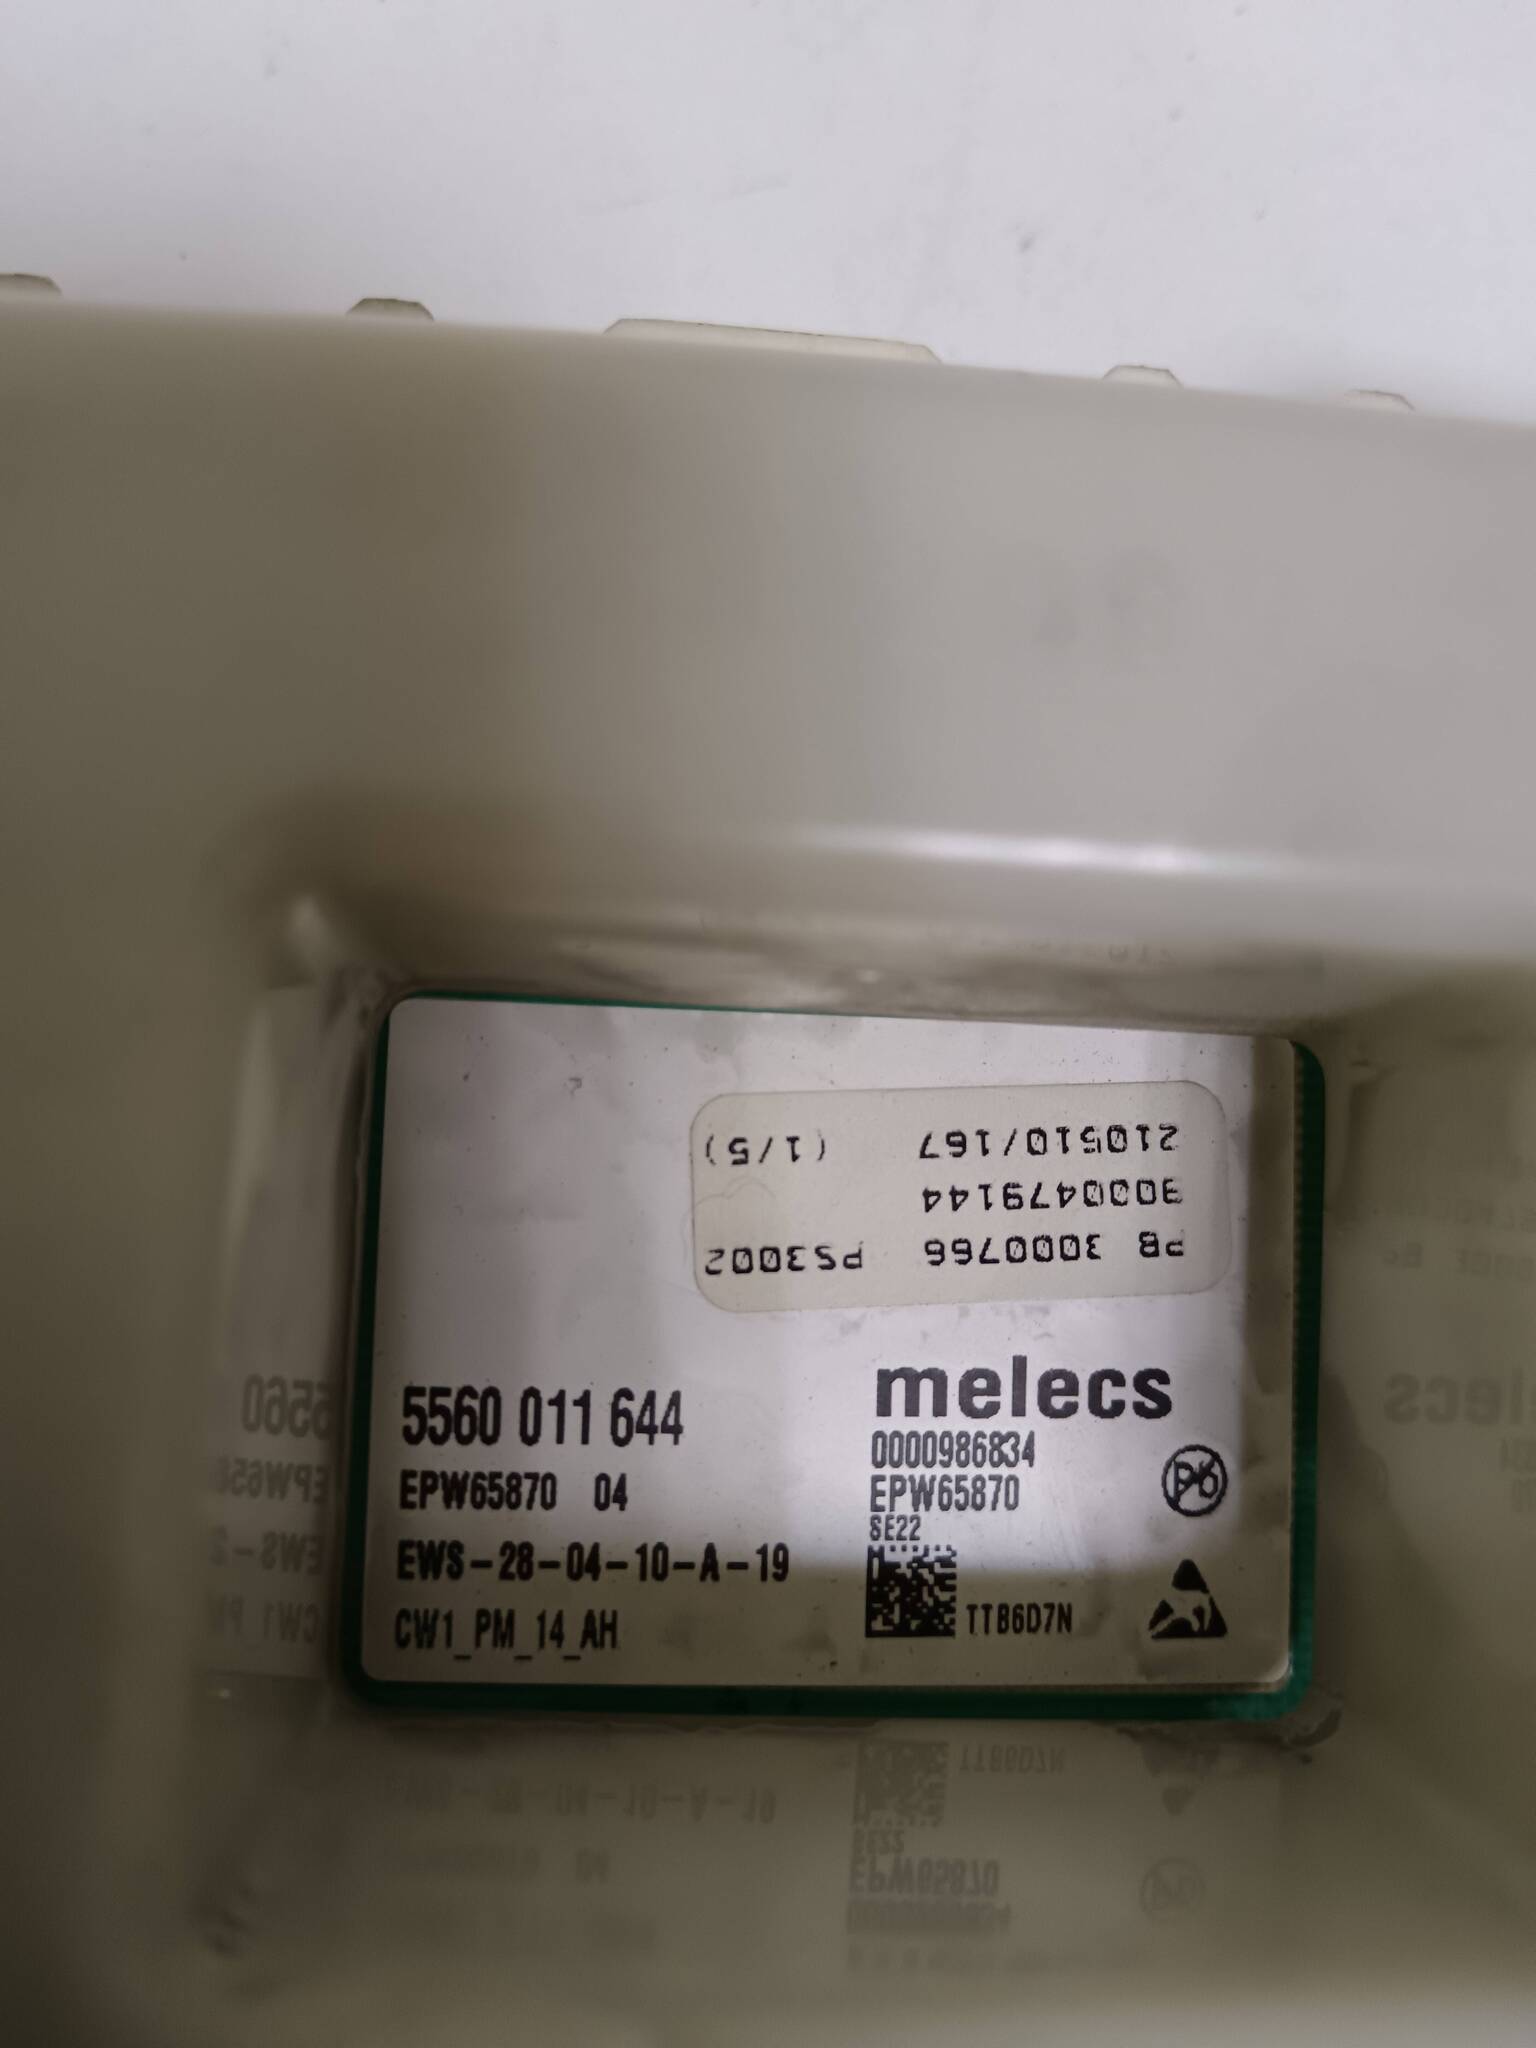 210510/167 (1/5)
3000479144
PB 3000766 PS3002
5560 011 644
EPW65870 04
EWS-28-04-10-A-19
CW1_PM_14_AH
melecs
0000986834
EPW65870
Pb
SE22
TTB6D7N